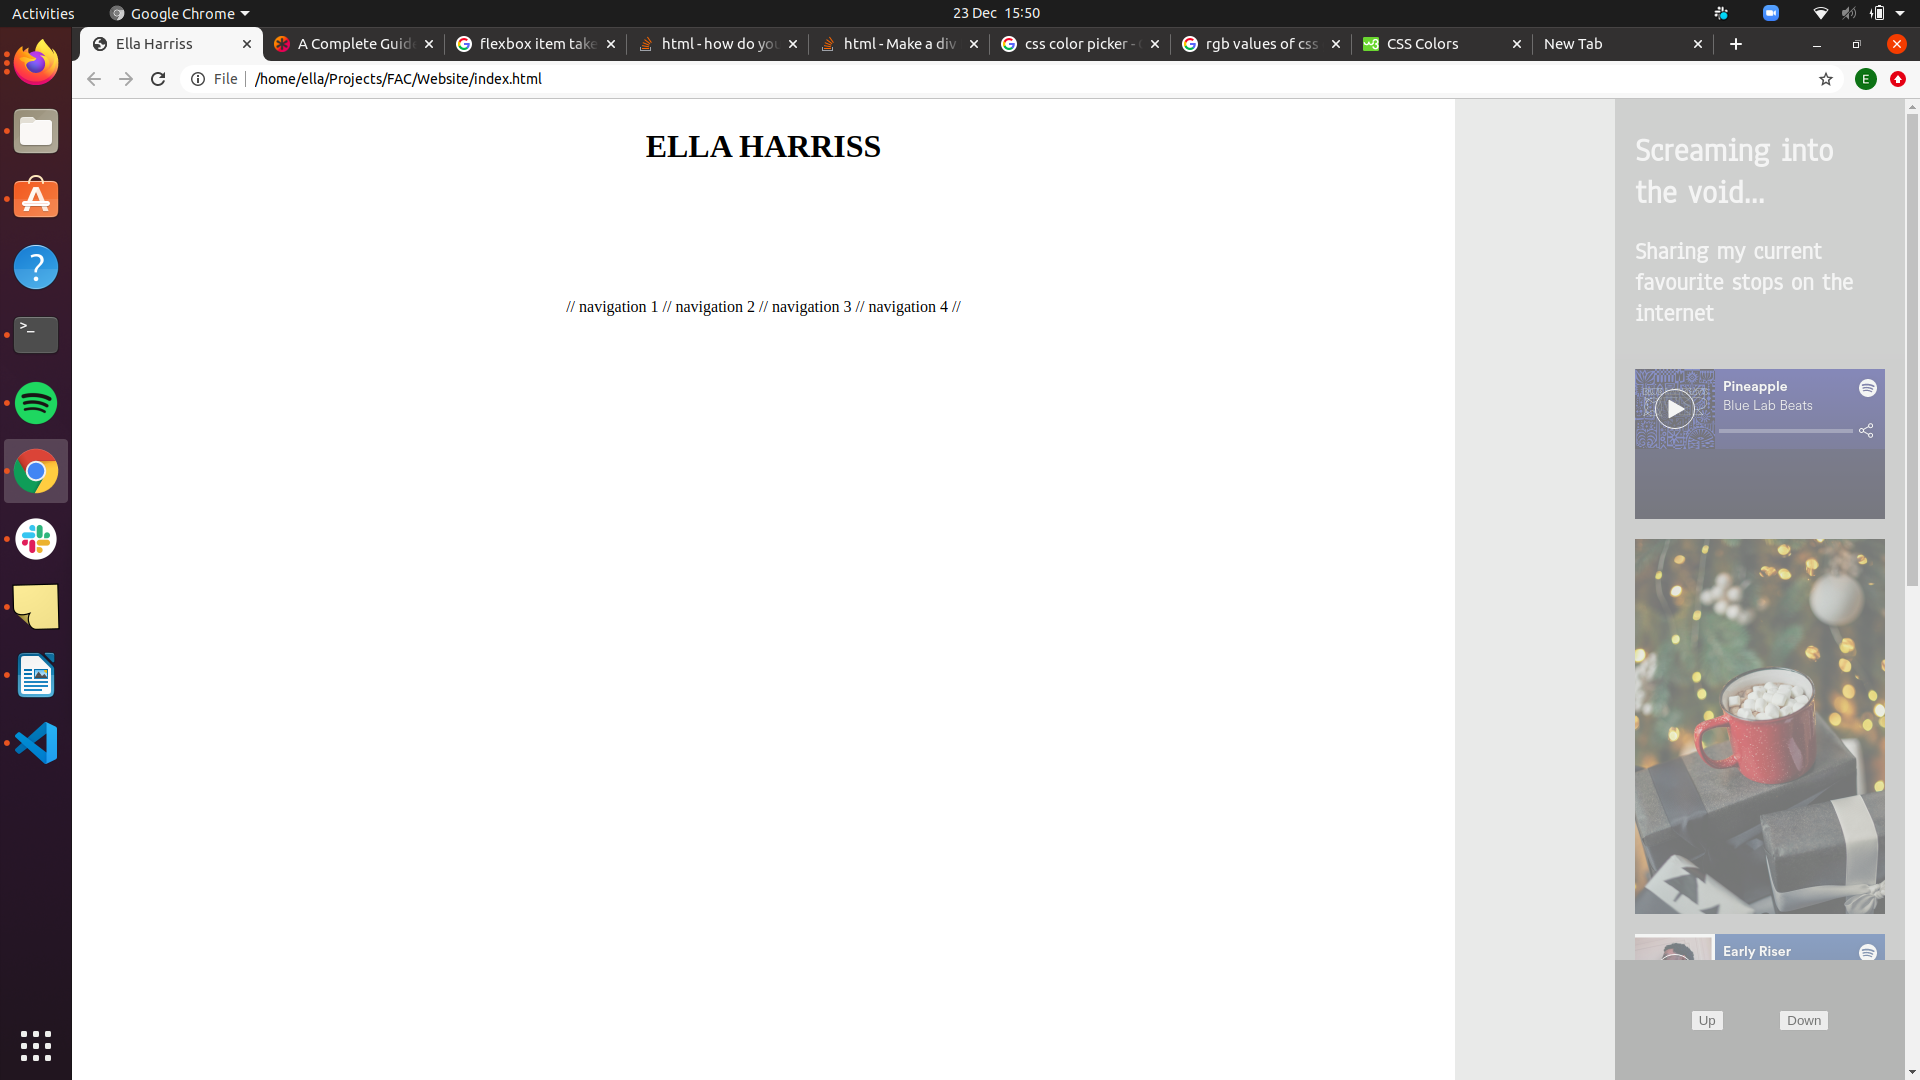 Activities
Google Chrome
23 Dec 15:50
Ella Harriss
A Complete Guid
flexbox item take
html - how do you
html - Make a div
css color picker -
rgb values of css
CSS Colors
New Tab
File
/home/ella/Projects/FAC/Website/index.html
E
ELLA HARRISS
// navigation 1 // navigation 2 // navigation 3 // navigation 4 //
Screaming into
the void...
Sharing my current
favourite stops on the
internet
Pineapple
Blue Lab Beats
Early Riser
Up
Down